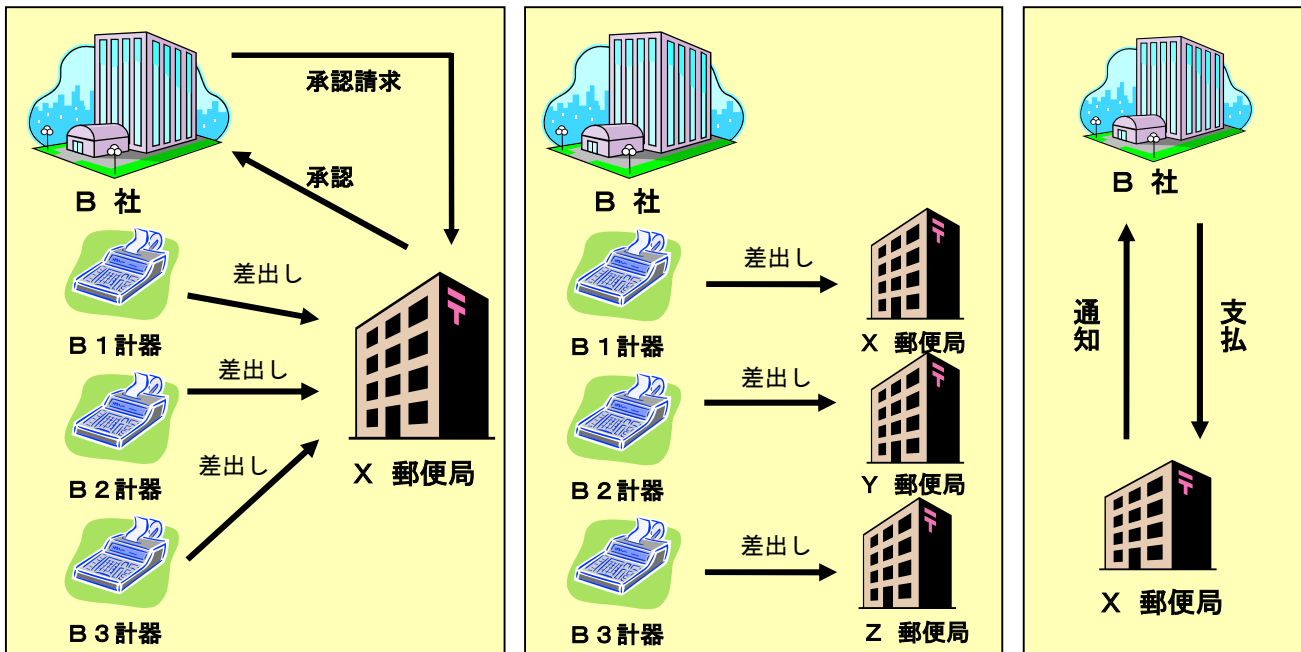 承認請求
承認
B 社
差出し
B1計器
差出し
B2計器
差出し
B3計器
X 郵便局
B 社
差出し
B1計器
X 郵便局
差出し
B2計器
Y 郵便局
差出し
B3計器
Z 郵便局
B 社
通知
支払
X 郵便局